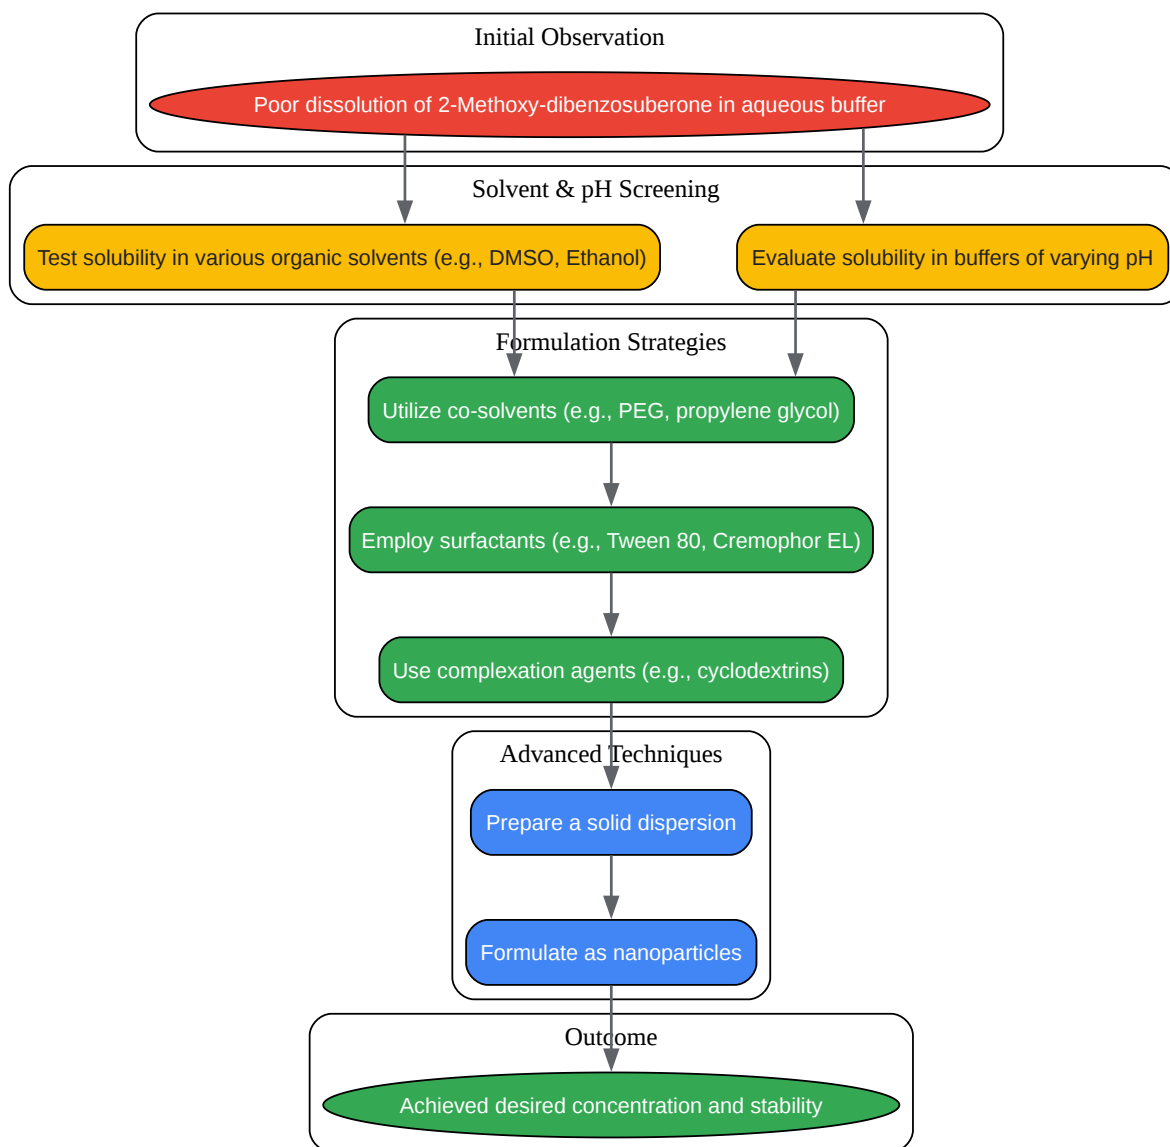 Initial Observation
Poor dissolution of 2-Methoxy-dibenzosuberone in aqueous buffer
Solvent & pH Screening
Test solubility in various organic solvents (e.g., DMSO, Ethanol)
Evaluate solubility in buffers of varying pH
Formulation Strategies
Utilize co-solvents (e.g., PEG, propylene glycol)
Employ surfactants (e.g., Tween 80, Cremophor EL)
Use complexation agents (e.g., cyclodextrins)
Advanced Techniques
Prepare a solid dispersion
Formulate as nanoparticles
Outcome
Achieved desired concentration and stability